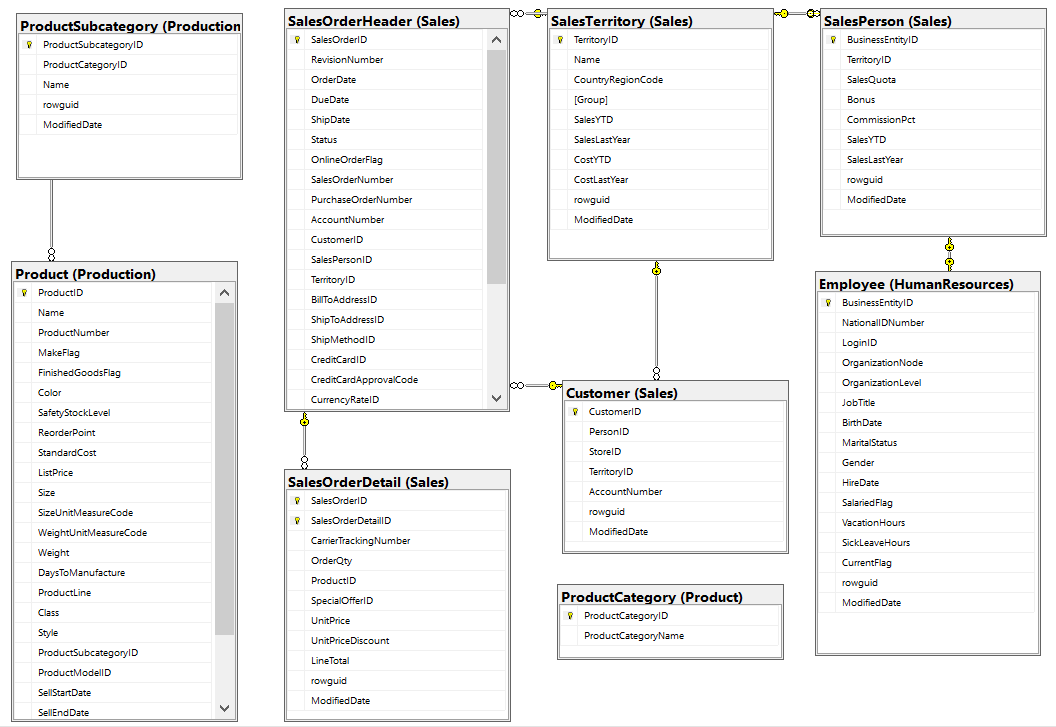 ProductSubcategory (Production
ProductSubcategoryID
ProductCategoryID
Name
rowguid
ModifiedDate
Product (Production)
ProductID
Name
ProductNumber
MakeFlag
FinishedGoodsFlag
Color
SafetyStockLevel
ReorderPoint
StandardCost
ListPrice
Size
SizeUnitMeasureCode
WeightUnitMeasureCode
Weight
DaysToManufacture
ProductLine
Class
Style
ProductSubcategoryID
ProductModelID
SellStartDate
SellEndDate
SalesOrderHeader (Sales)
SalesOrderID
RevisionNumber
OrderDate
DueDate
ShipDate
Status
OnlineOrderFlag
SalesOrderNumber
PurchaseOrderNumber
AccountNumber
CustomerID
SalesPersonID
TerritoryID
BillToAddressID
ShipToAddressID
ShipMethodID
CreditCardID
CreditCardApprovalCode
CurrencyRateID
SalesOrderDetail (Sales)
SalesOrderID
SalesOrderDetailID
CarrierTrackingNumber
OrderQty
ProductID
SpecialOfferID
UnitPrice
UnitPriceDiscount
LineTotal
rowguid
ModifiedDate
SalesTerritory (Sales)
TerritoryID
Name
CountryRegionCode
[Group]
SalesYTD
SalesLastYear
CostYTD
CostLastYear
rowguid
ModifiedDate
Customer (Sales)
CustomerID
PersonID
StoreID
TerritoryID
AccountNumber
rowguid
ModifiedDate
ProductCategory (Product)
ProductCategoryID
ProductCategoryName
SalesPerson (Sales)
BusinessEntityID
TerritoryID
SalesQuota
Bonus
CommissionPct
SalesYTD
SalesLastYear
rowguid
ModifiedDate
Employee (HumanResources)
BusinessEntityID
NationalIDNumber
LoginID
OrganizationNode
OrganizationLevel
JobTitle
BirthDate
MaritalStatus
Gender
HireDate
SalariedFlag
VacationHours
SickLeaveHours
CurrentFlag
rowguid
ModifiedDate